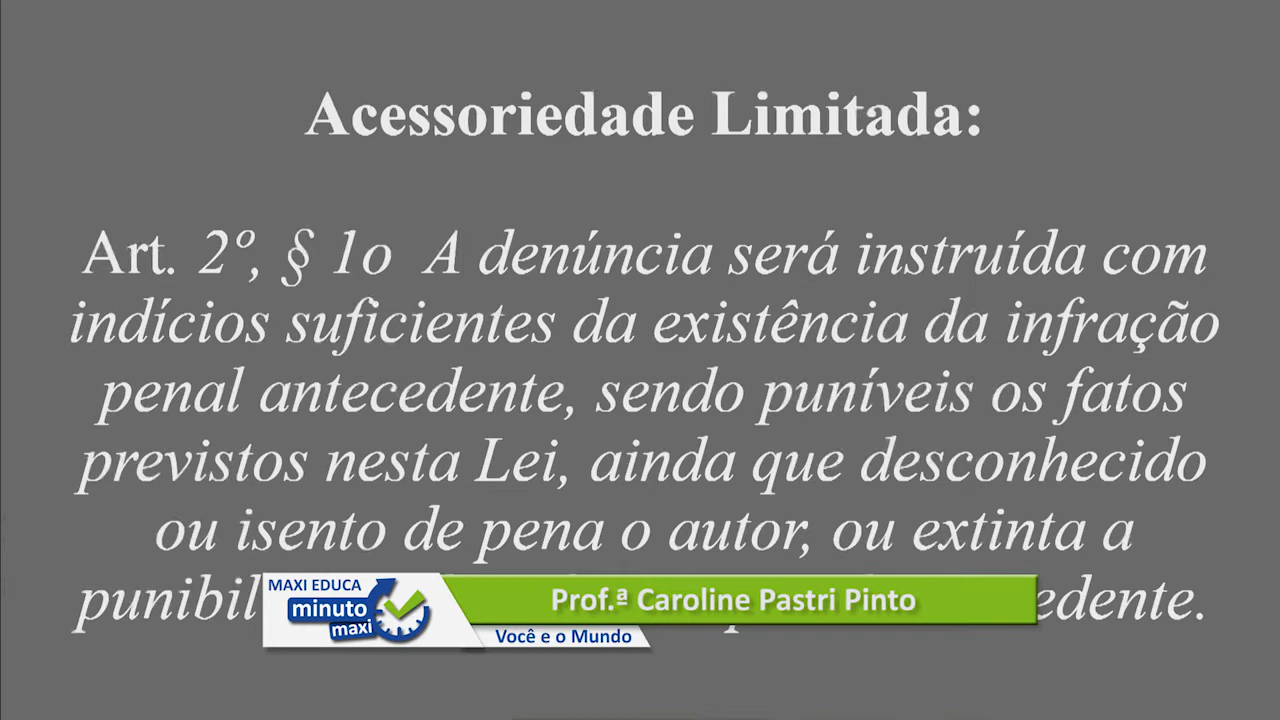 Acessoriedade Limitada:
Art. 2º, § 1o A denúncia será instruída com
indícios suficientes da existência da infração
penal antecedente, sendo puníveis os fatos
previstos nesta Lei, ainda que desconhecido
ou isento de pena o autor, ou extinta a
MAXI EDUCA
minuto
maxi
Prof.ª Caroline Pastri Pinto
Você e o Mundo